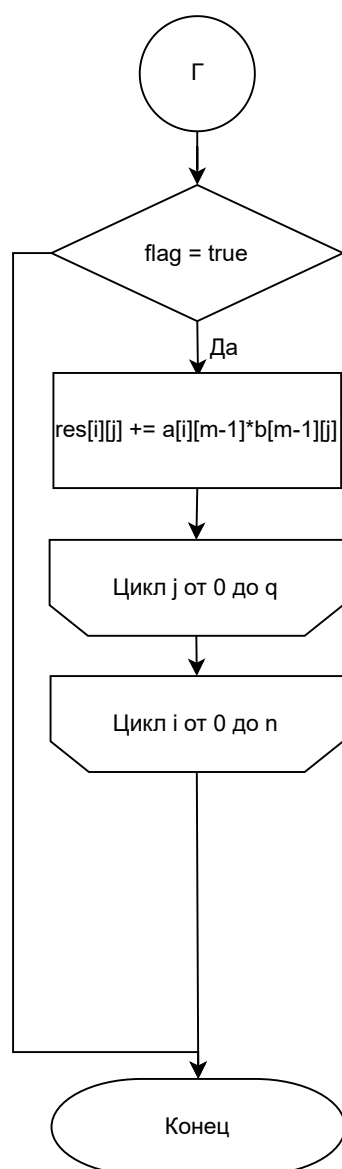 Г
flag = true
Да
res[i][j] += a[i][m-1]*b[m-1][j]
Цикл j от 0 до q
Цикл i от 0 до n
Конец